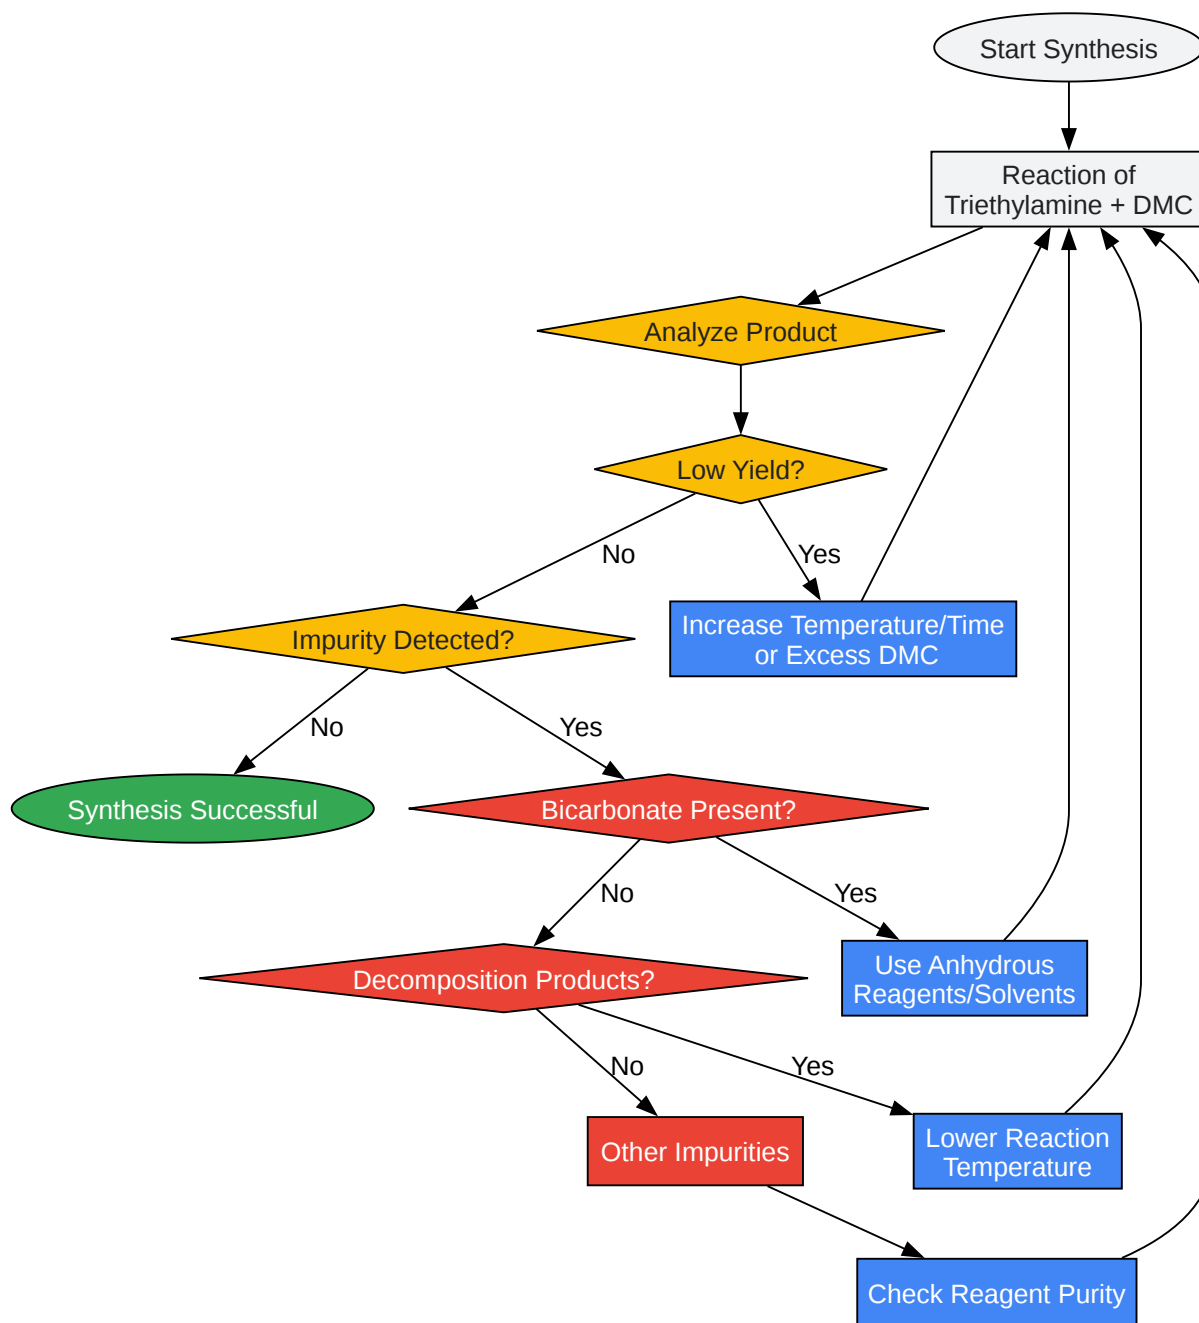 Start Synthesis
Reaction of
Triethylamine + DMC
Analyze Product
Low Yield?
No
Yes
Increase Temperature/Time
or Excess DMC
Impurity Detected?
No
Yes
Synthesis Successful
Bicarbonate Present?
No
Yes
Use Anhydrous
Reagents/Solvents
Decomposition Products?
No
Yes
Lower Reaction
Temperature
Other Impurities
Check Reagent Purity